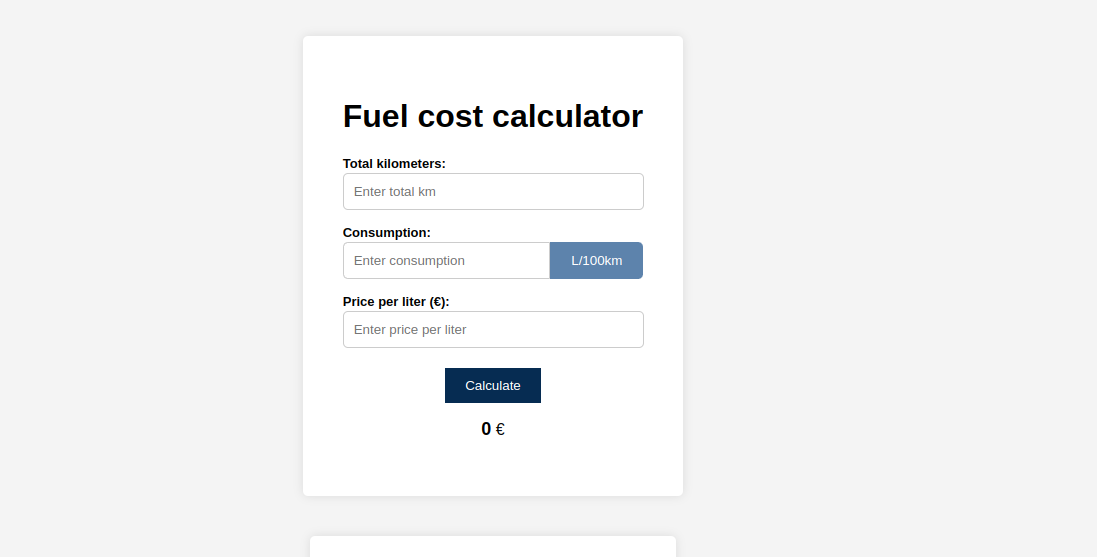 Fuel cost calculator
Total kilometers:
Enter total km
Consumption:
Enter consumption L/100km
Price per liter (€):
Enter price per liter
Calculate
0 €